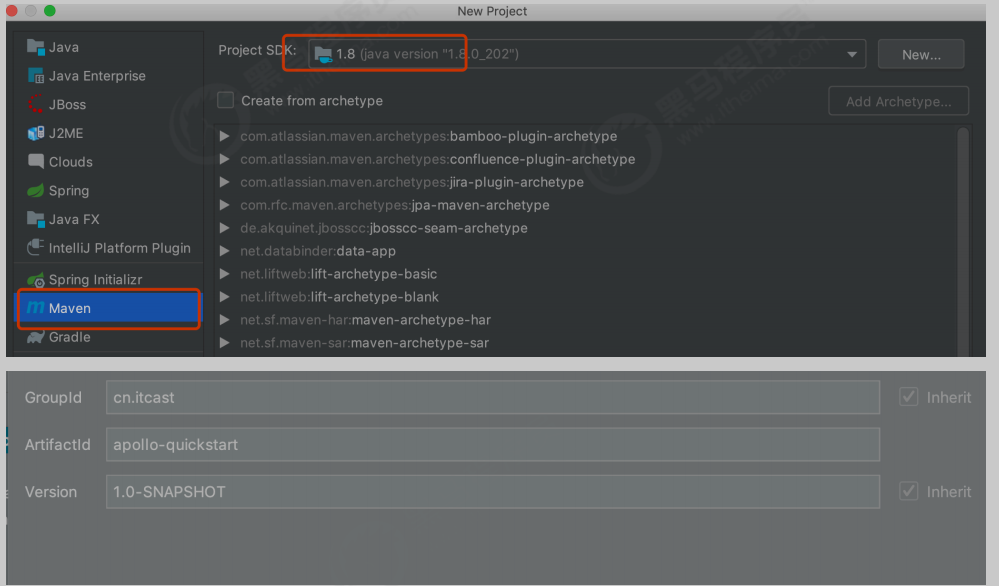 New Project
Java
Java Enterprise
JBoss
J2ME
Clouds
Spring
Java FX
IntelliJ Platform Plugin
Spring Initializr
Maven
Gradle
Project SDK: 1.8 (java version "1.8.0_202") New...
Create from archetype Add Archetype...
com.atlassian.maven.archetypes:bamboo-plugin-archetype
com.atlassian.maven.archetypes:confluence-plugin-archetype
com.atlassian.maven.archetypes:jira-plugin-archetype
com.rfc.maven.archetypes:jpa-maven-archetype
de.akquinet.jbosscc:jbosscc-seam-archetype
net.databinder:data-app
net.liftweb:lift-archetype-basic
net.liftweb:lift-archetype-blank
net.sf.maven-har:maven-archetype-har
net.sf.maven-sar:maven-archetype-sar
GroupId cn.itcast Inherit
ArtifactId apollo-quickstart
Version 1.0-SNAPSHOT Inherit
黑马程序员